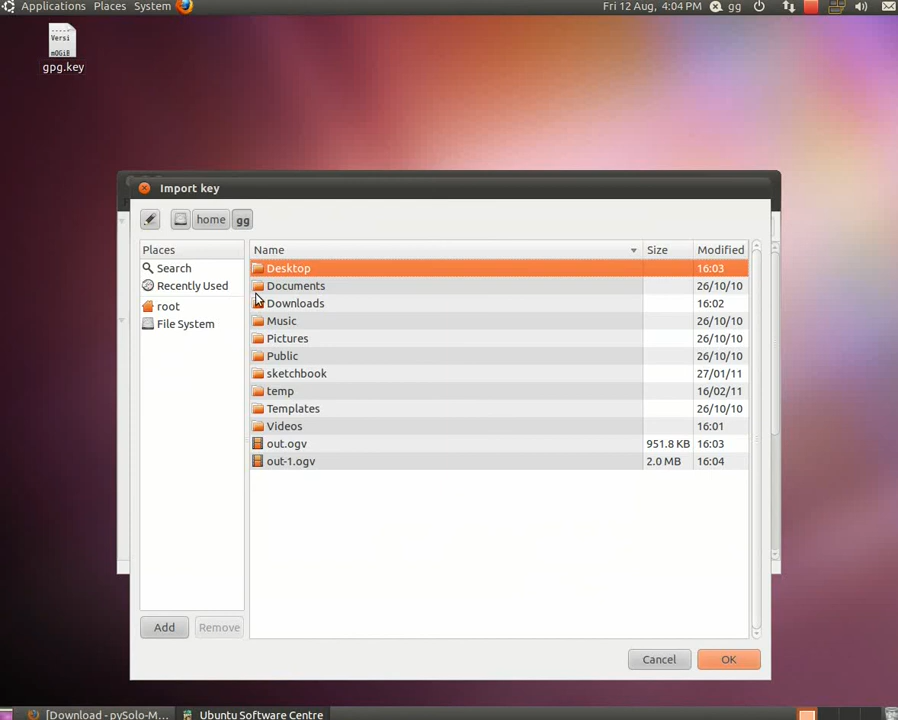 Applications Places System Fri 12 Aug, 4:04 PM gg
Versi
mQGiB
gpg.key
Import key
home gg
Places Name Size Modified
Search
Recently Used
root
File System
Desktop 16:03
Documents 26/10/10
Downloads 16:02
Music 26/10/10
Pictures 26/10/10
Public 26/10/10
sketchbook 27/01/11
temp 16/02/11
Templates 26/10/10
Videos 16:01
out.ogv 951.8 KB 16:03
out-1.ogv 2.0 MB 16:04
Add Remove
Cancel OK
[Download - pySolo-M... Ubuntu Software Centre